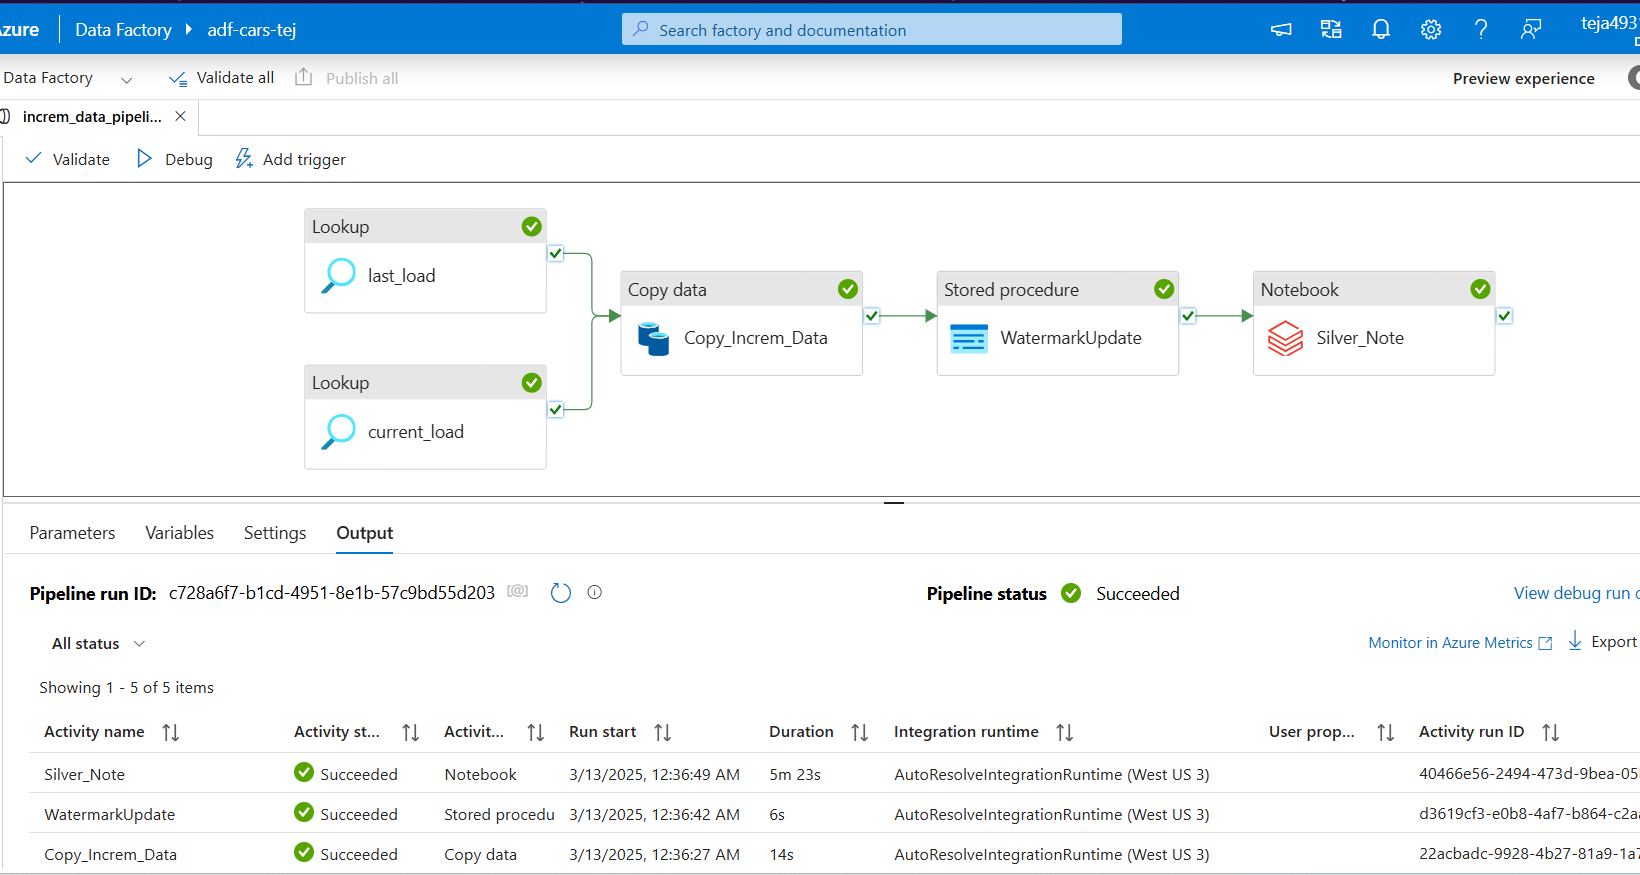 Azure Data Factory adf-cars-tej Search factory and documentation
Data Factory Validate all Publish all Preview experience
increm_data_pipeli...
Validate Debug Add trigger
Lookup
last_load
Lookup
current_load
Copy data
Copy_Increm_Data
Stored procedure
WatermarkUpdate
Notebook
Silver_Note
Parameters Variables Settings Output
Pipeline run ID: c728a6f7-b1cd-4951-8e1b-57c9bd55d203 Pipeline status Succeeded View debug run
All status Monitor in Azure Metrics Export
Showing 1 - 5 of 5 items
Activity name Activity st... Activit... Run start Duration Integration runtime User prop... Activity run ID
Silver_Note Succeeded Notebook 3/13/2025, 12:36:49 AM 5m 23s AutoResolveIntegrationRuntime (West US 3) 40466e56-2494-473d-9bea-05
WatermarkUpdate Succeeded Stored procedu 3/13/2025, 12:36:42 AM 6s AutoResolveIntegrationRuntime (West US 3) d3619cf3-e0b8-4af7-b864-c2a
Copy_Increm_Data Succeeded Copy data 3/13/2025, 12:36:27 AM 14s AutoResolveIntegrationRuntime (West US 3) 22acbadc-9928-4b27-81a9-1a7